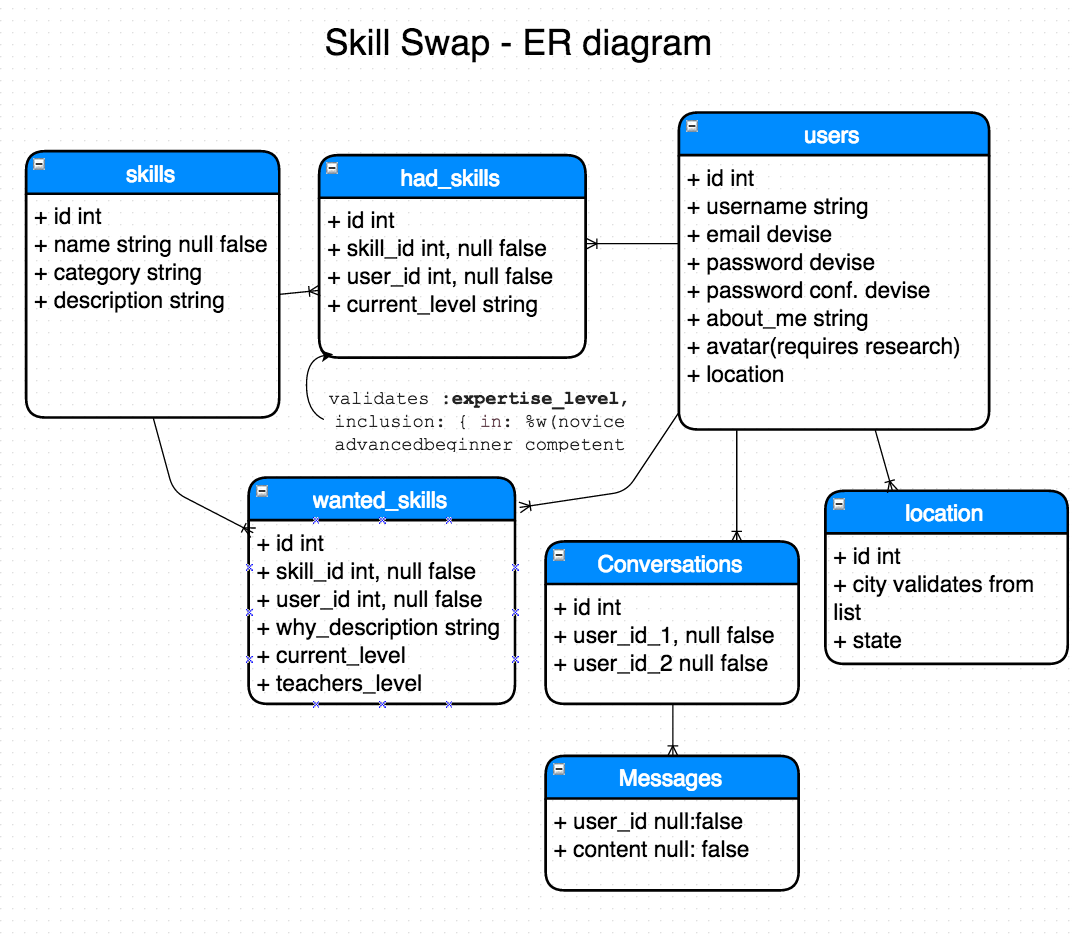 Skill Swap - ER diagram
skills
+ id int
+ name string null false
+ category string
+ description string
had_skills
+ id int
+ skill_id int, null false
+ user_id int, null false
+ current_level string
users
+ id int
+ username string
+ email devise
+ password devise
+ password conf. devise
+ about_me string
+ avatar(requires research)
+ location
validates :expertise_level,
inclusion: { in: %w(novice
advancedbeginner competent
wanted_skills
+ id int
+ skill_id int, null false
+ user_id int, null false
+ why_description string
+ current_level
+ teachers_level
Conversations
+ id int
+ user_id_1, null false
+ user_id_2 null false
location
+ id int
+ city validates from
list
+ state
Messages
+ user_id null:false
+ content null: false